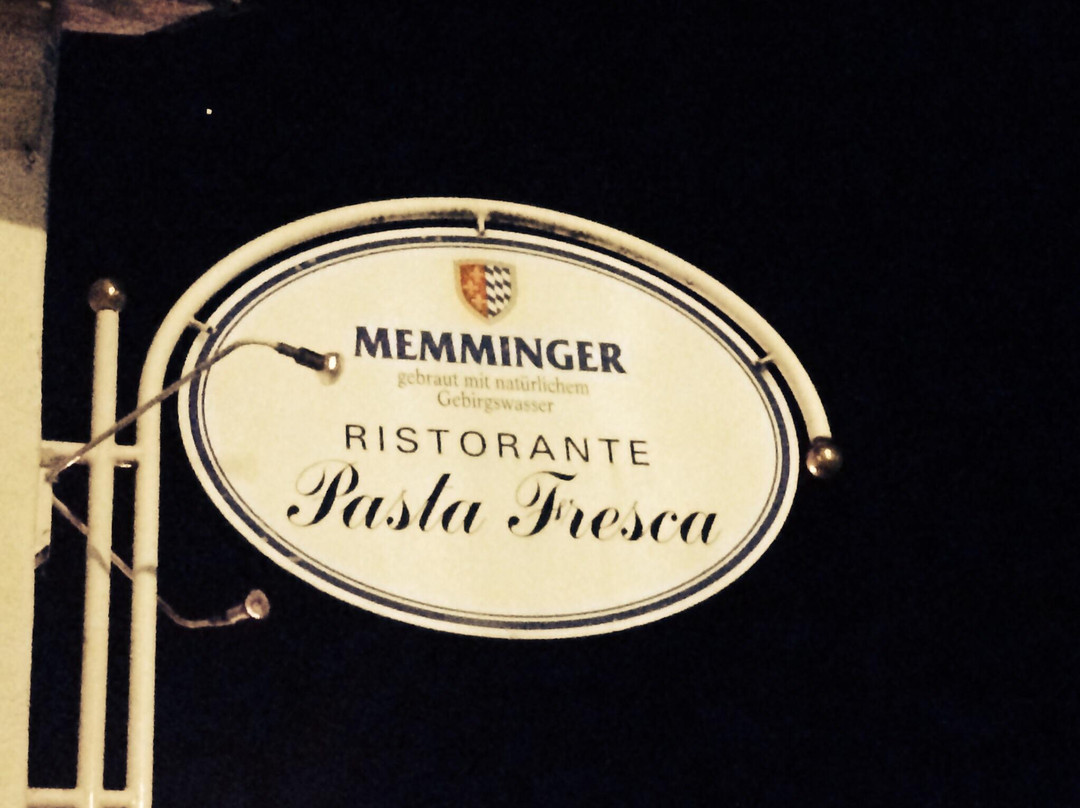 MEMMINGER
gebraut mit natürlichem
Gebirgswasser
RISTORANTE
Pasta Fresca